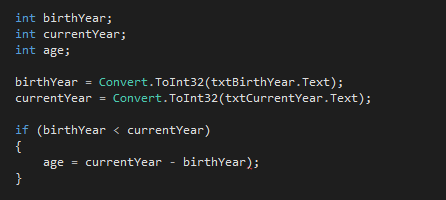 int birthYear;
int currentYear;
int age;
birthYear = Convert.ToInt32(txtBirthYear.Text);
currentYear = Convert.ToInt32(txtCurrentYear.Text);
if (birthYear < currentYear)
{
age = currentYear - birthYear);
}